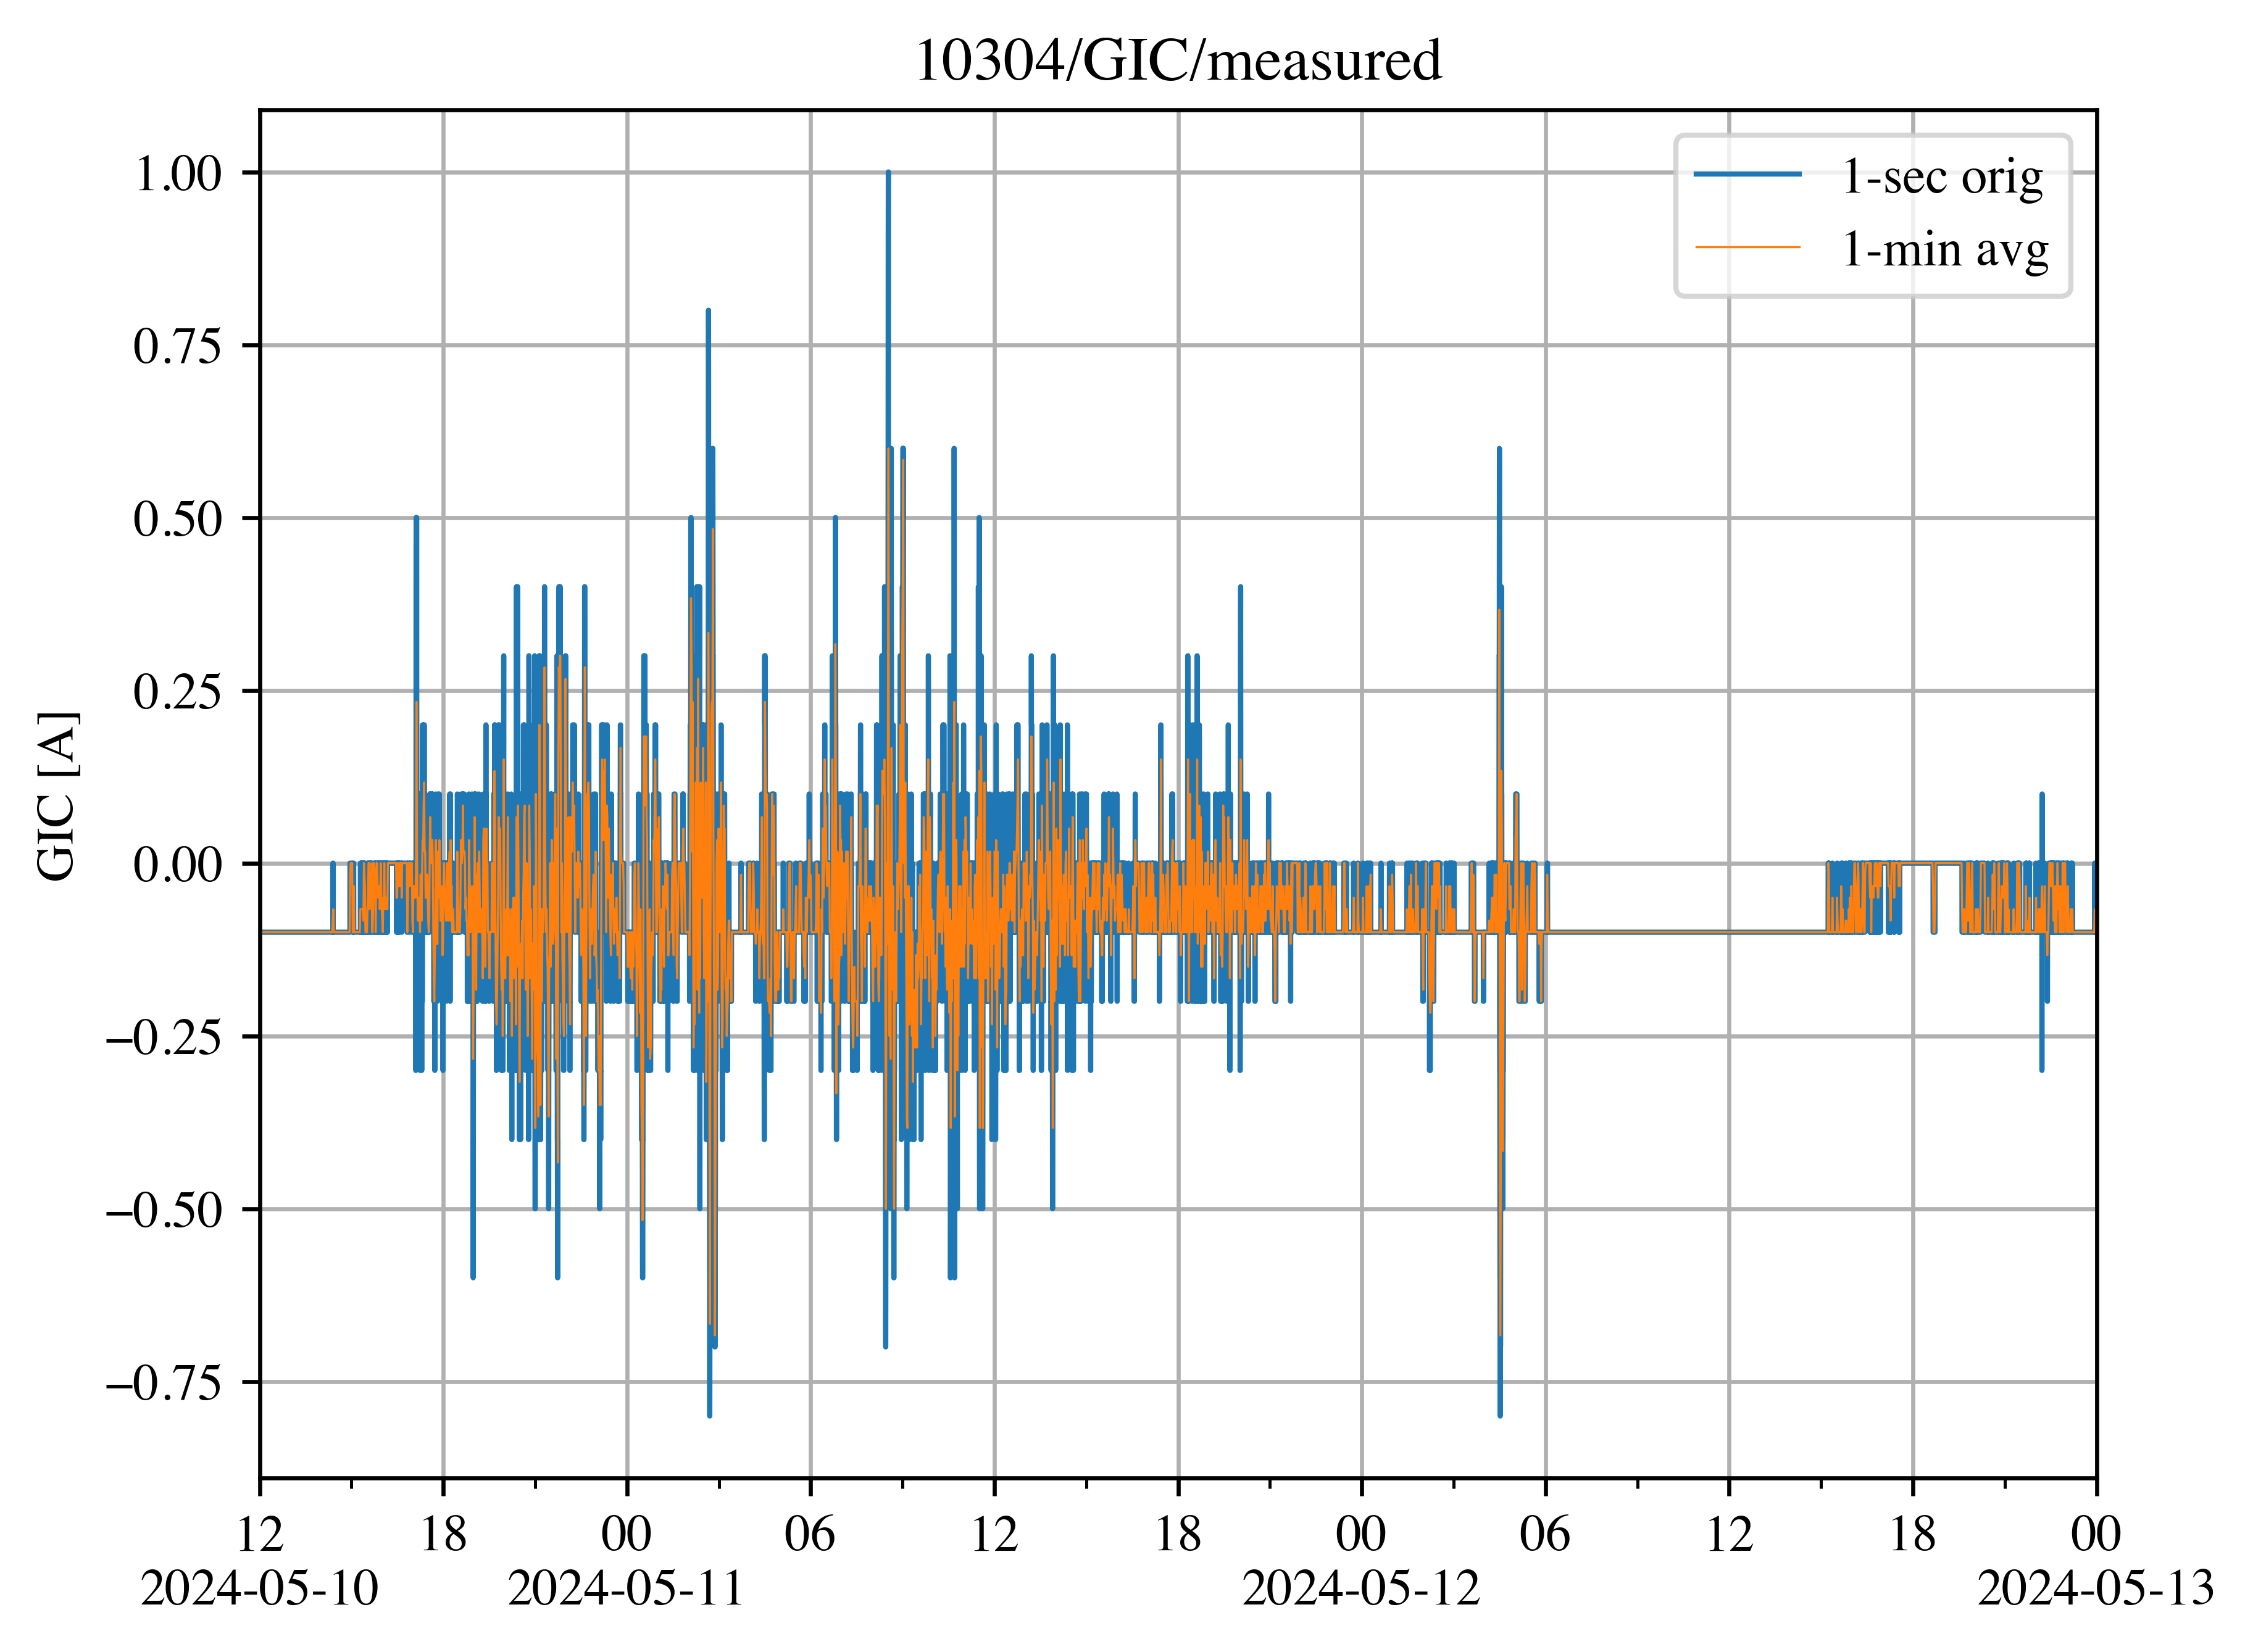 10304/GIC/measured
1-sec orig
1-min avg
GIC [A]
1.00
0.75
0.50
0.25
0.00
−0.25
−0.50
−0.75
12 18 00 06 12 18 00 06 12 18 00
2024-05-10 2024-05-11 2024-05-12 2024-05-13